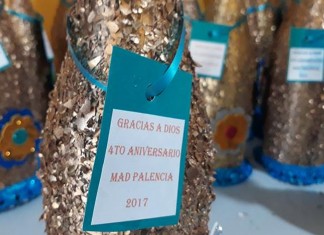 GRACIAS A DIOS
4TO ANIVERSARIO
MAD PALENCIA
2017